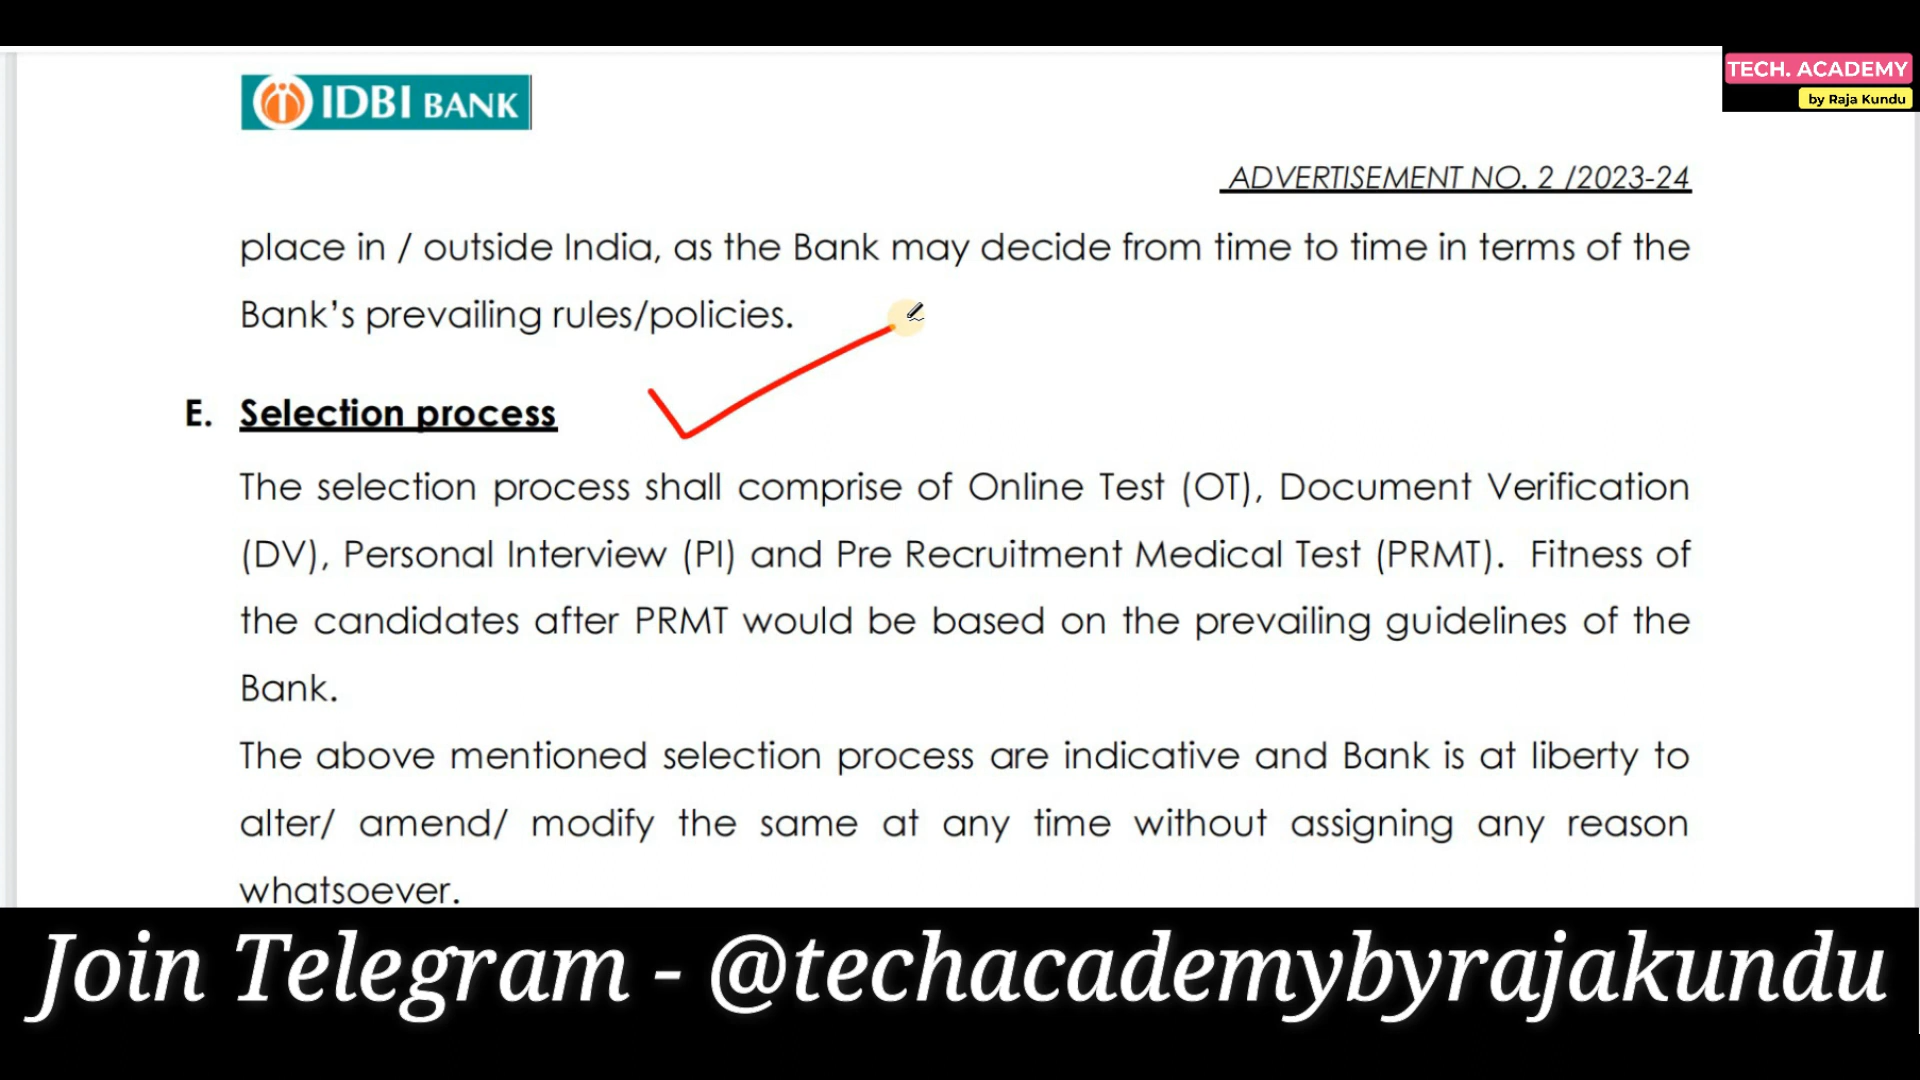 IDBI BANK
TECH. ACADEMY
by Raja Kundu
ADVERTISEMENT NO. 2 /2023-24
place in / outside India, as the Bank may decide from time to time in terms of the
Bank’s prevailing rules/policies.
E. Selection process
The selection process shall comprise of Online Test (OT), Document Verification
(DV), Personal Interview (PI) and Pre Recruitment Medical Test (PRMT). Fitness of
the candidates after PRMT would be based on the prevailing guidelines of the
Bank.
The above mentioned selection process are indicative and Bank is at liberty to
alter/ amend/ modify the same at any time without assigning any reason
whatsoever.
Join Telegram - @techacademybyrajakundu